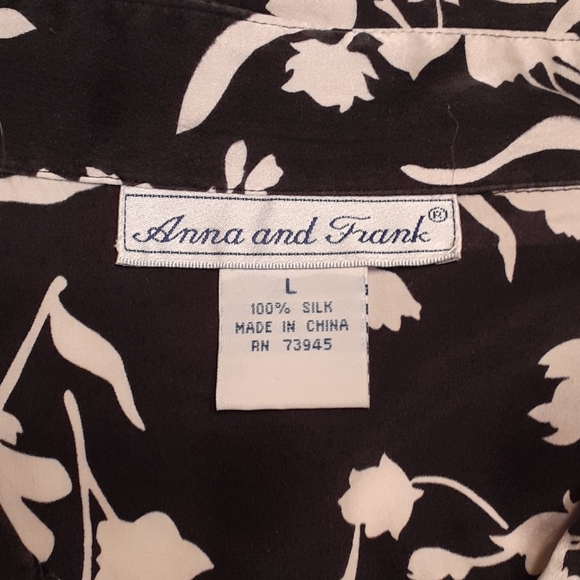 Anna and Frank®
L
100% SILK
MADE IN CHINA
RN 73945